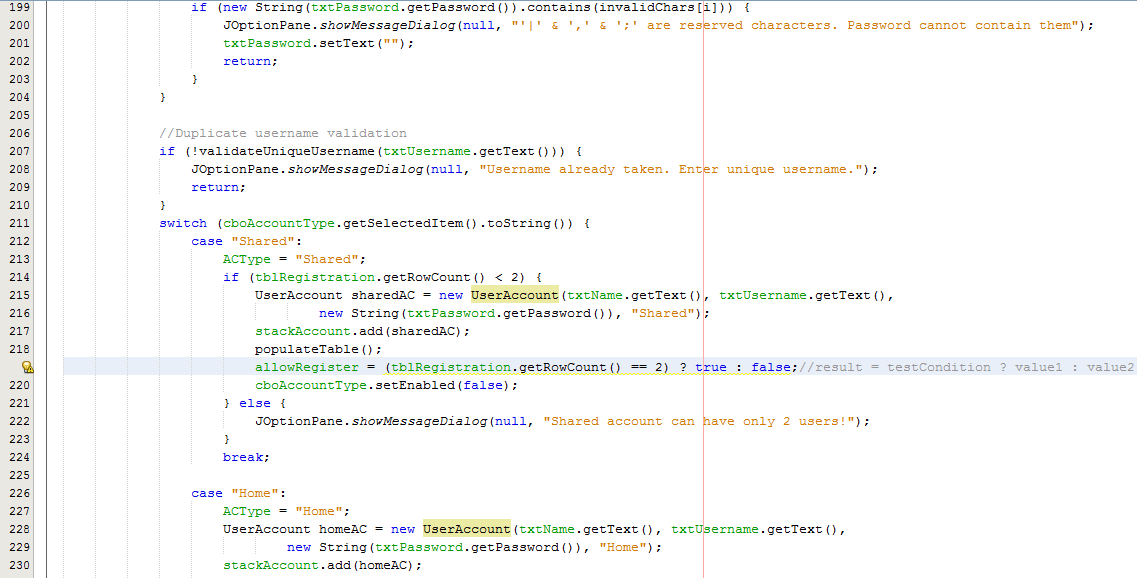 199 if (new String(txtPassword.getPassword()).contains(invalidChars[i])) {
200 JOptionPane.showMessageDialog(null, "'|' & ',' & ';' are reserved characters. Password cannot contain them");
201 txtPassword.setText("");
202 return;
203 }
204 }
205
206 //Duplicate username validation
207 if (!validateUniqueUsername(txtUsername.getText())) {
208 JOptionPane.showMessageDialog(null, "Username already taken. Enter unique username.");
209 return;
210 }
211 switch (cboAccountType.getSelectedItem().toString()) {
212 case "Shared":
213 ACType = "Shared";
214 if (tblRegistration.getRowCount() < 2) {
215 UserAccount sharedAC = new UserAccount(txtName.getText(), txtUsername.getText(),
216 new String(txtPassword.getPassword()), "Shared");
217 stackAccount.add(sharedAC);
218 populateTable();
allowRegister = (tblRegistration.getRowCount() == 2) ? true : false;//result = testCondition ? value1 : value2
220 cboAccountType.setEnabled(false);
221 } else {
222 JOptionPane.showMessageDialog(null, "Shared account can have only 2 users!");
223 }
224 break;
225
226 case "Home":
227 ACType = "Home";
228 UserAccount homeAC = new UserAccount(txtName.getText(), txtUsername.getText(),
229 new String(txtPassword.getPassword()), "Home");
230 stackAccount.add(homeAC);